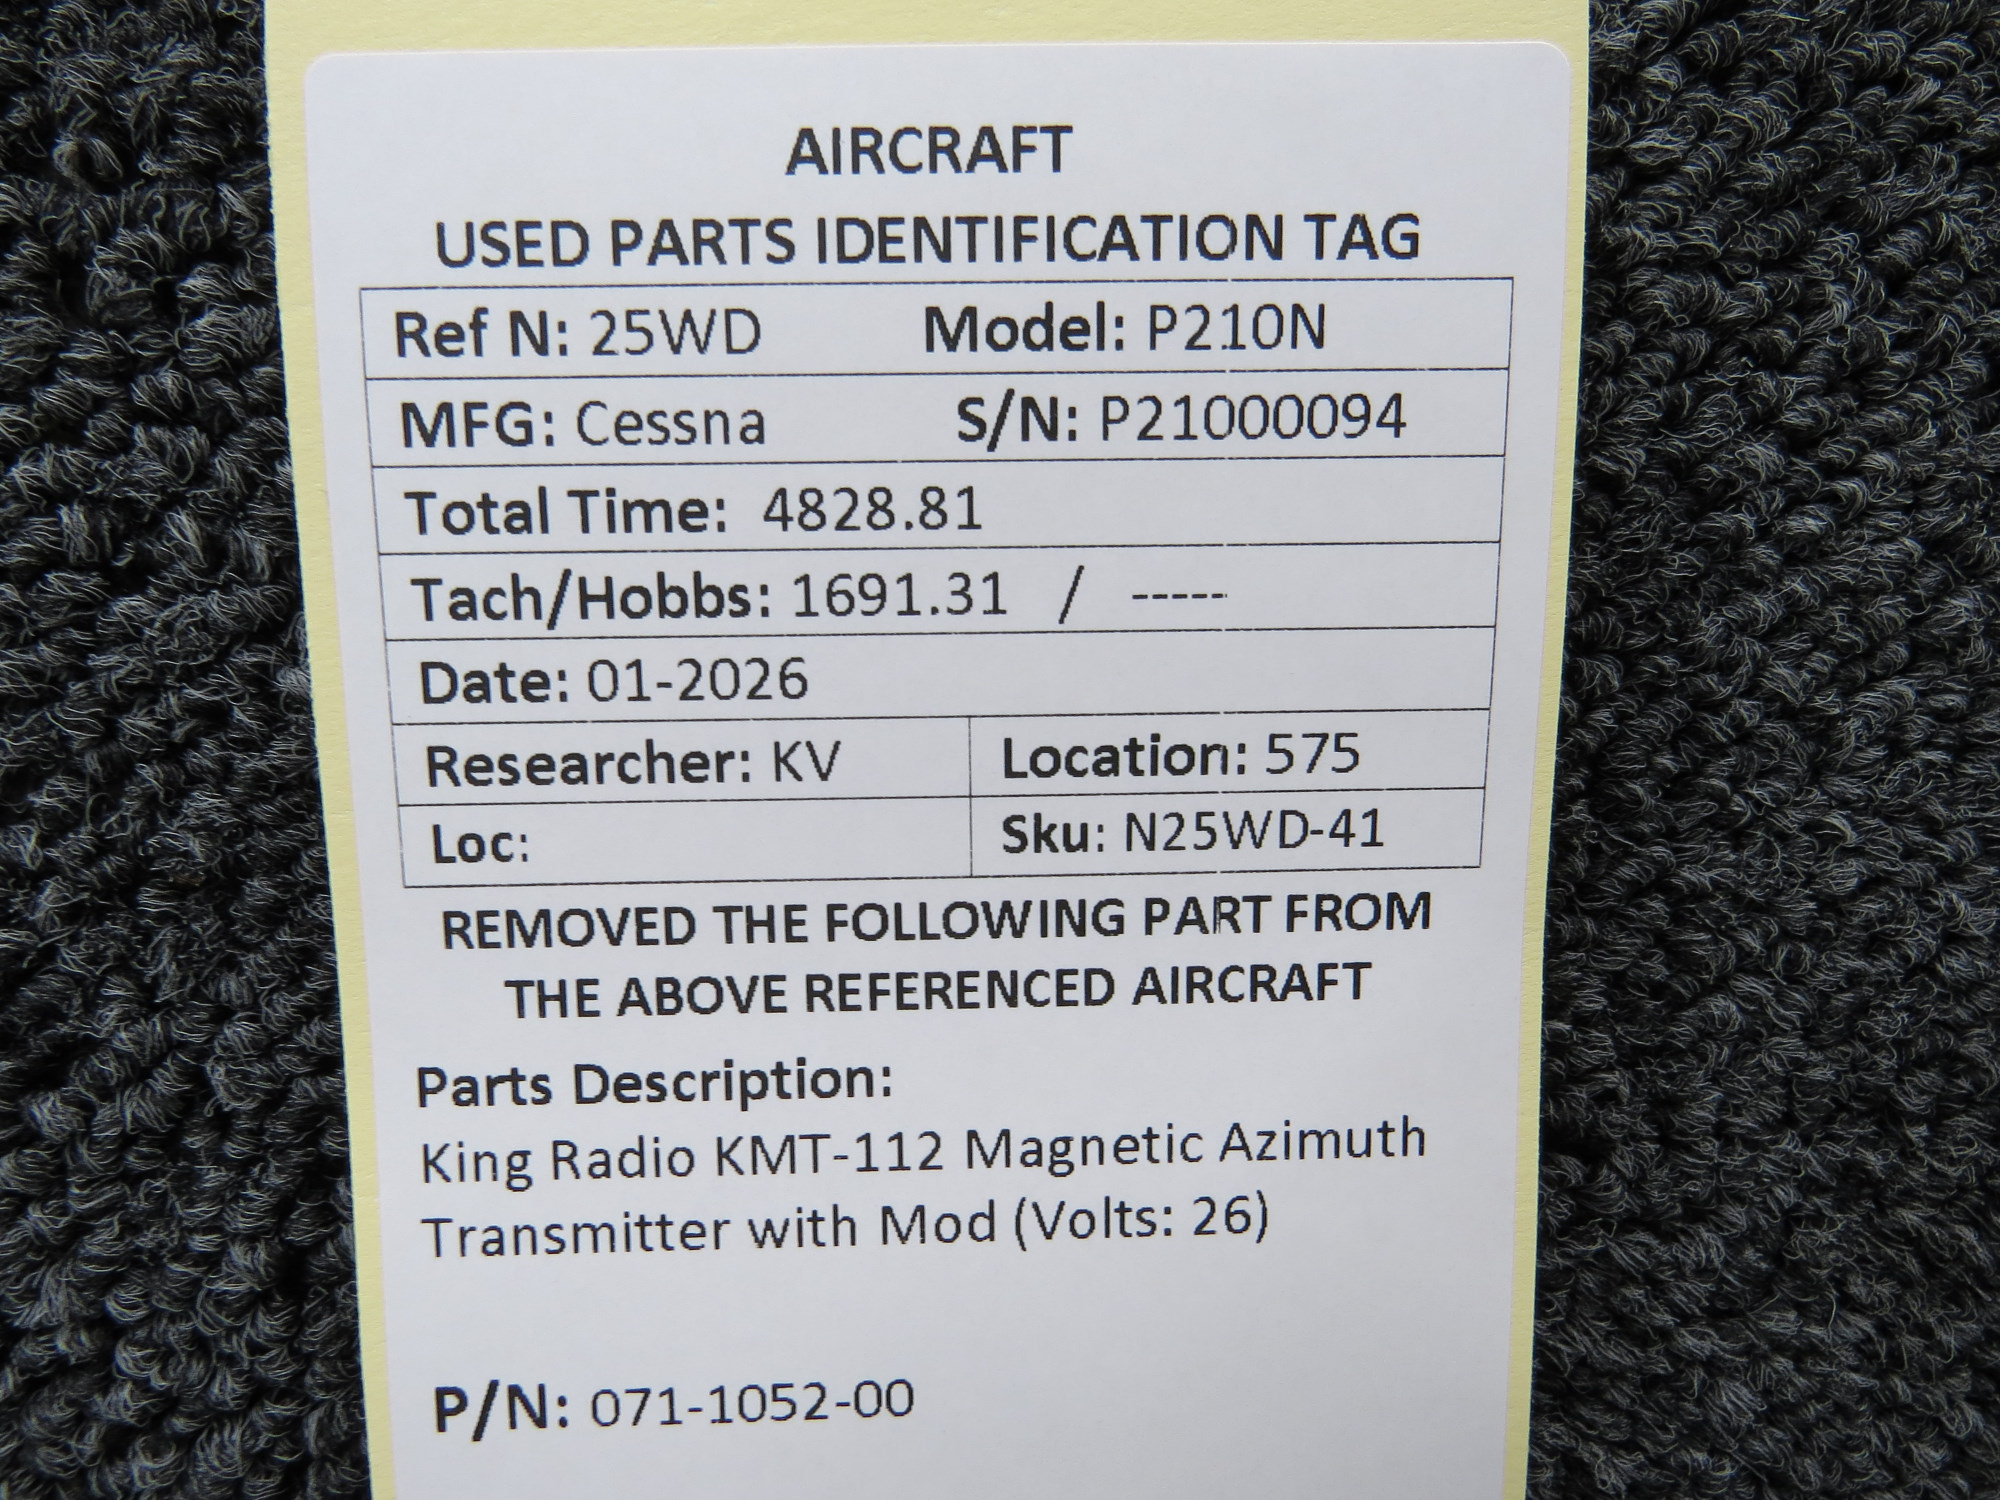 AIRCRAFT
USED PARTS IDENTIFICATION TAG
Ref N: 25WD Model: P210N
MFG: Cessna S/N: P21000094
Total Time: 4828.81
Tach/Hobbs: 1691.31 / -----
Date: 01-2026
Researcher: KV Location: 575
Loc: Sku: N25WD-41
REMOVED THE FOLLOWING PART FROM
THE ABOVE REFERENCED AIRCRAFT
Parts Description:
King Radio KMT-112 Magnetic Azimuth
Transmitter with Mod (Volts: 26)
P/N: 071-1052-00